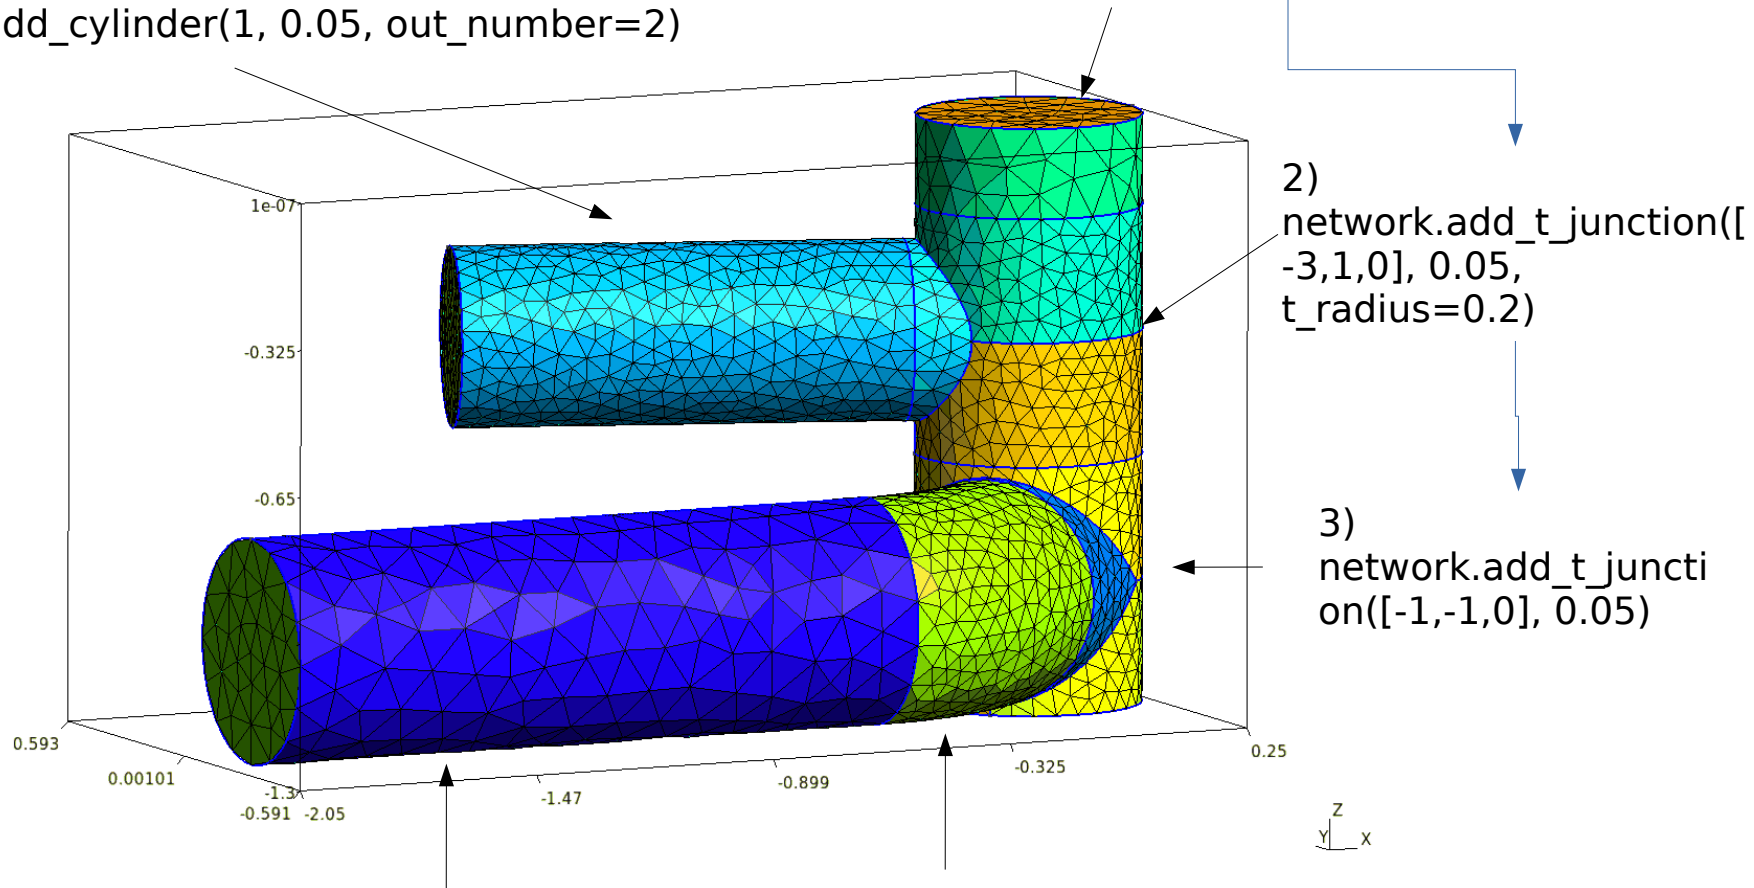 dd_cylinder(1, 0.05, out_number=2)
1e-07
2)
network.add_t_junction([
-3,1,0], 0.05,
t_radius=0.2)
-0.325
-0.65
3)
network.add_t_juncti
on([-1,-1,0], 0.05)
0.593
0.00101
-1.3
-0.591
-2.05
-1.47
-0.899
-0.325
0.25
Z
Y
X